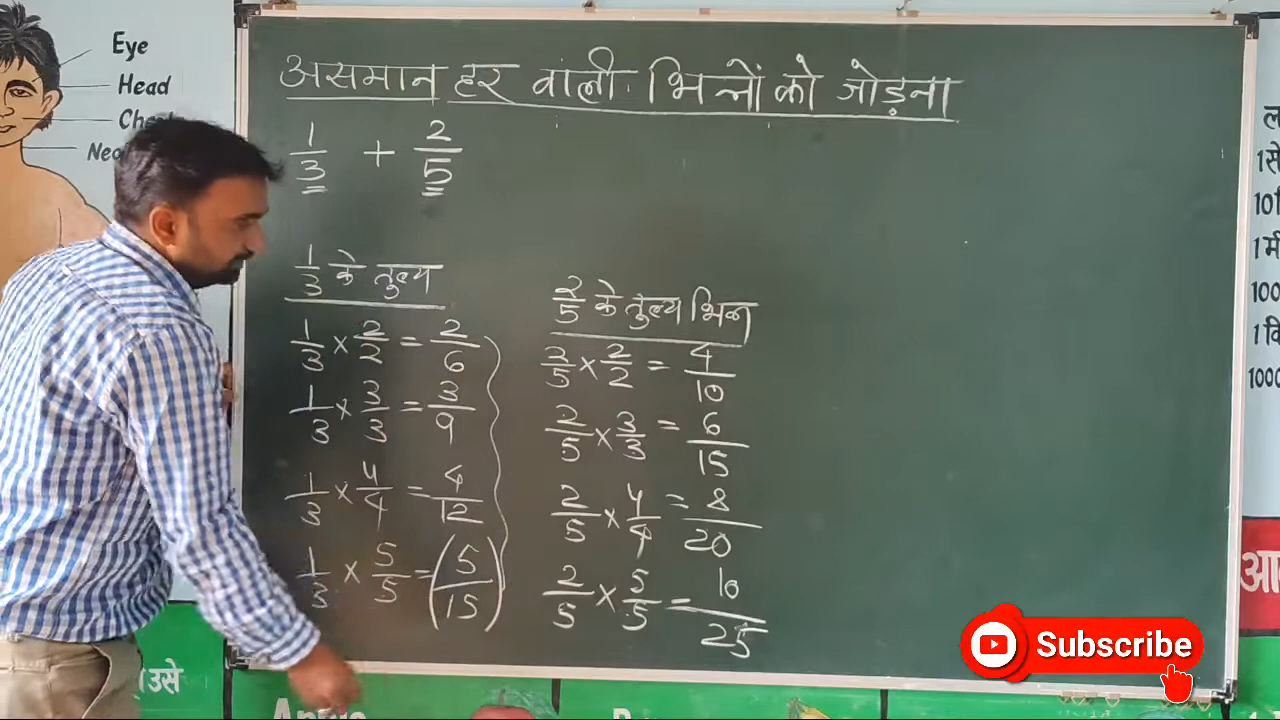 Eye
Head
असमान हर वाली भिन्नों को जोड़ना
1/3 + 2/5
1/3 के तुल्य
1/3 × 2/2 = 2/6
1/3 × 3/3 = 3/9
1/3 × 4/4 = 4/12
1/3 × 5/5 = (5/15)
2/5 के तुल्य भिन्न
2/5 × 2/2 = 4/10
2/5 × 3/3 = 6/15
2/5 × 4/4 = 8/20
2/5 × 5/5 = 10/25
Subscribe
उसे